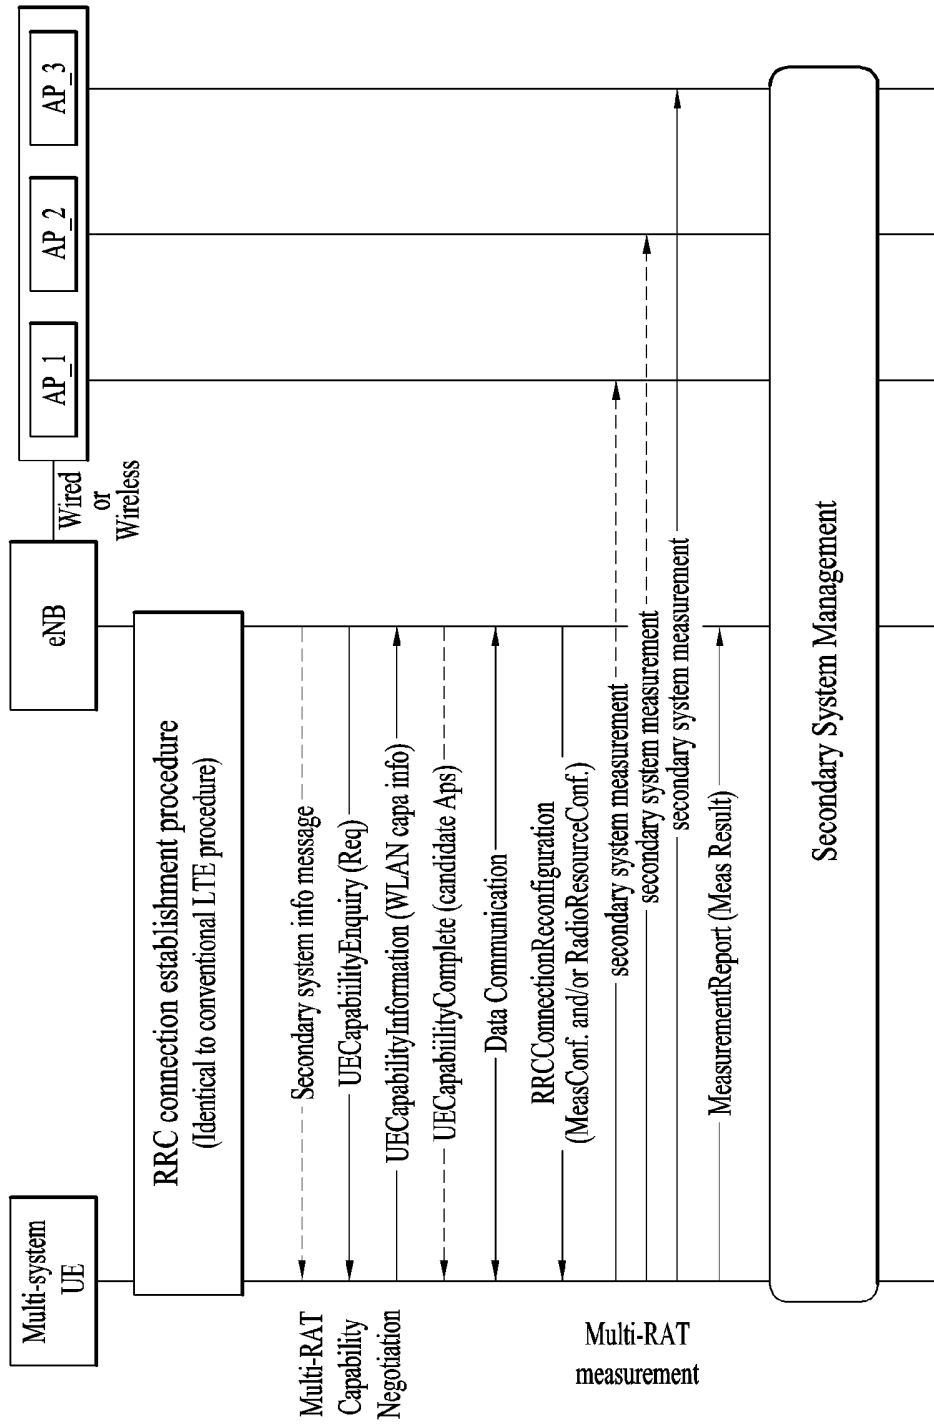 Multi-system
UE
eNB
Wired
or
Wireless
AP_1
AP_2
AP_3
RRC connection establishment procedure
(Identical to conventional LTE procedure)
Multi-RAT
Capability
Negotiation
Secondary system info message
UECapabiilityEnquiry (Req)
UECapabilityInformation (WLAN capa info)
UECapabiilityComplete (candidate Aps)
Data Communication
RRCConnectionReconfiguration
(MeasConf. and/or RadioResourceConf.)
Multi-RAT
measurement
secondary system measurement
secondary system measurement
secondary system measurement
MeasurementReport (Meas Result)
Secondary System Management